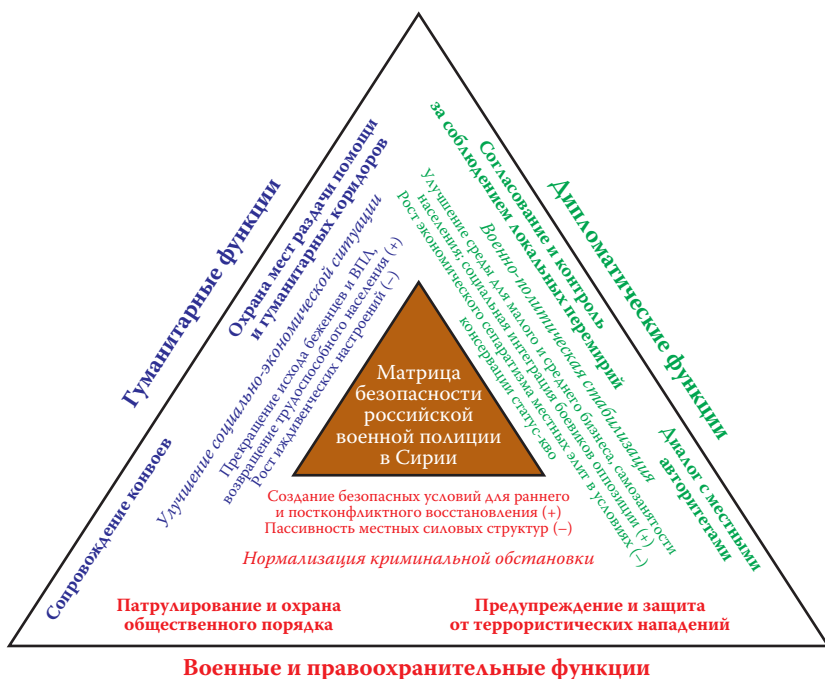 Гуманитарные функции
Охрана мест раздачи помощи
и гуманитарных коридоров
Сопровождение конвоев
Улучшение социально-экономической ситуации
Прекращение исхода беженцев и ВПЛ,
возвращение трудоспособного населения (+)
Рост иждивенческих настроений (–)
Дипломатические функции
Согласование и контроль
за соблюдением локальных перемирий
Диалог с местными
авторитетами
Военно-политическая стабилизация
Улучшение среды для малого и среднего бизнеса, самозанятости
населения; социальная интеграция боевиков оппозиции (+)
Рост экономического сепаратизма местных элит в условиях
консервации статус-кво (–)
Матрица
безопасности
российской
военной полиции
в Сирии
Создание безопасных условий для раннего
и постконфликтного восстановления (+)
Пассивность местных силовых структур (–)
Нормализация криминальной обстановки
Патрулирование и охрана
общественного порядка
Предупреждение и защита
от террористических нападений
Военные и правоохранительные функции